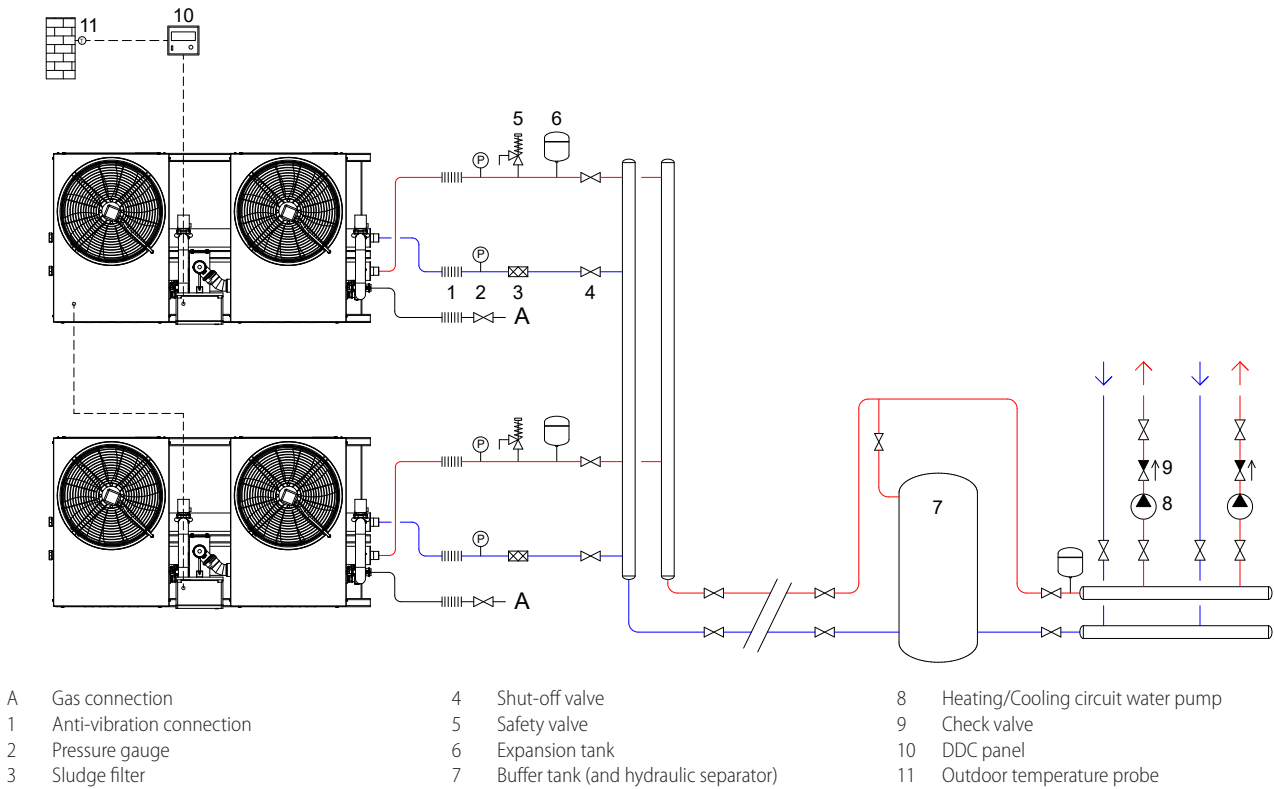 10
11
T
5
6
P
P
1
2
3
4
A
P
9
7
8
P
A
A Gas connection
1 Anti-vibration connection
2 Pressure gauge
3 Sludge filter
4 Shut-off valve
5 Safety valve
6 Expansion tank
7 Buffer tank (and hydraulic separator)
8 Heating/Cooling circuit water pump
9 Check valve
10 DDC panel
11 Outdoor temperature probe